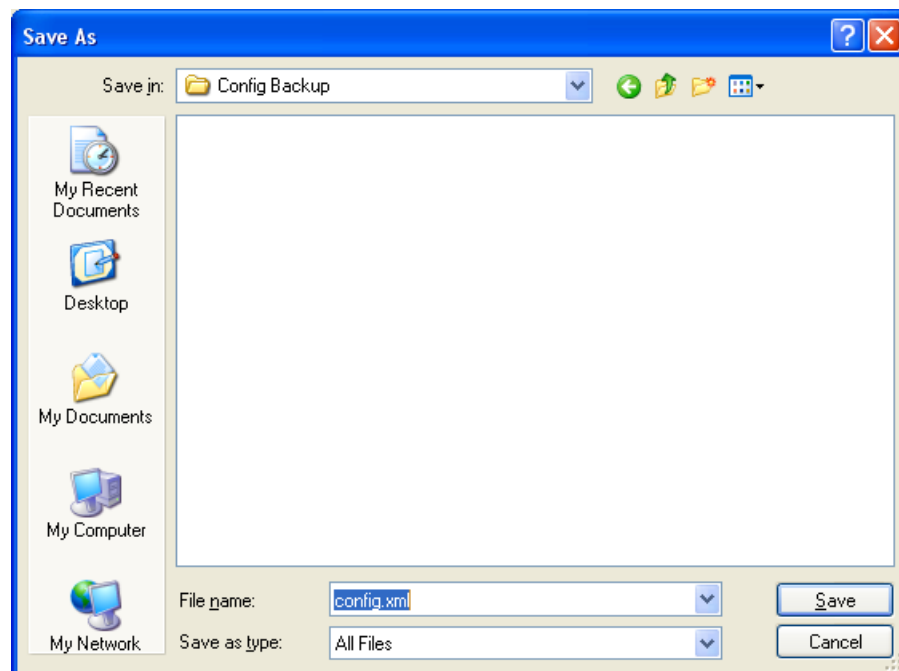 Save As
Save in: Config Backup
My Recent
Documents
Desktop
My Documents
My Computer
My Network
File name: config.xml Save
Save as type: All Files Cancel